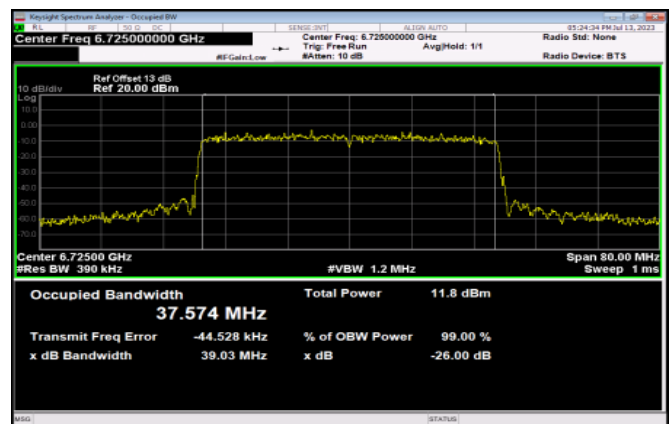 Keysight Spectrum Analyzer - Occupied BW
RL RF 50 Ω DC SENSE:INT ALIGN AUTO 05:24:34 PM Jul 13, 2023
Center Freq 6.725000000 GHz Center Freq: 6.725000000 GHz Radio Std: None
Trig: Free Run Avg|Hold: 1/1
#IFGain:Low #Atten: 10 dB Radio Device: BTS
Ref Offset 13 dB
10 dB/div Ref 20.00 dBm
Log
10.0
0.00
-10.0
-20.0
-30.0
-40.0
-50.0
-60.0
-70.0
Center 6.72500 GHz Span 80.00 MHz
#Res BW 390 kHz #VBW 1.2 MHz Sweep 1 ms
Occupied Bandwidth Total Power 11.8 dBm
37.574 MHz
Transmit Freq Error -44.528 kHz % of OBW Power 99.00 %
x dB Bandwidth 39.03 MHz x dB -26.00 dB
MSG STATUS